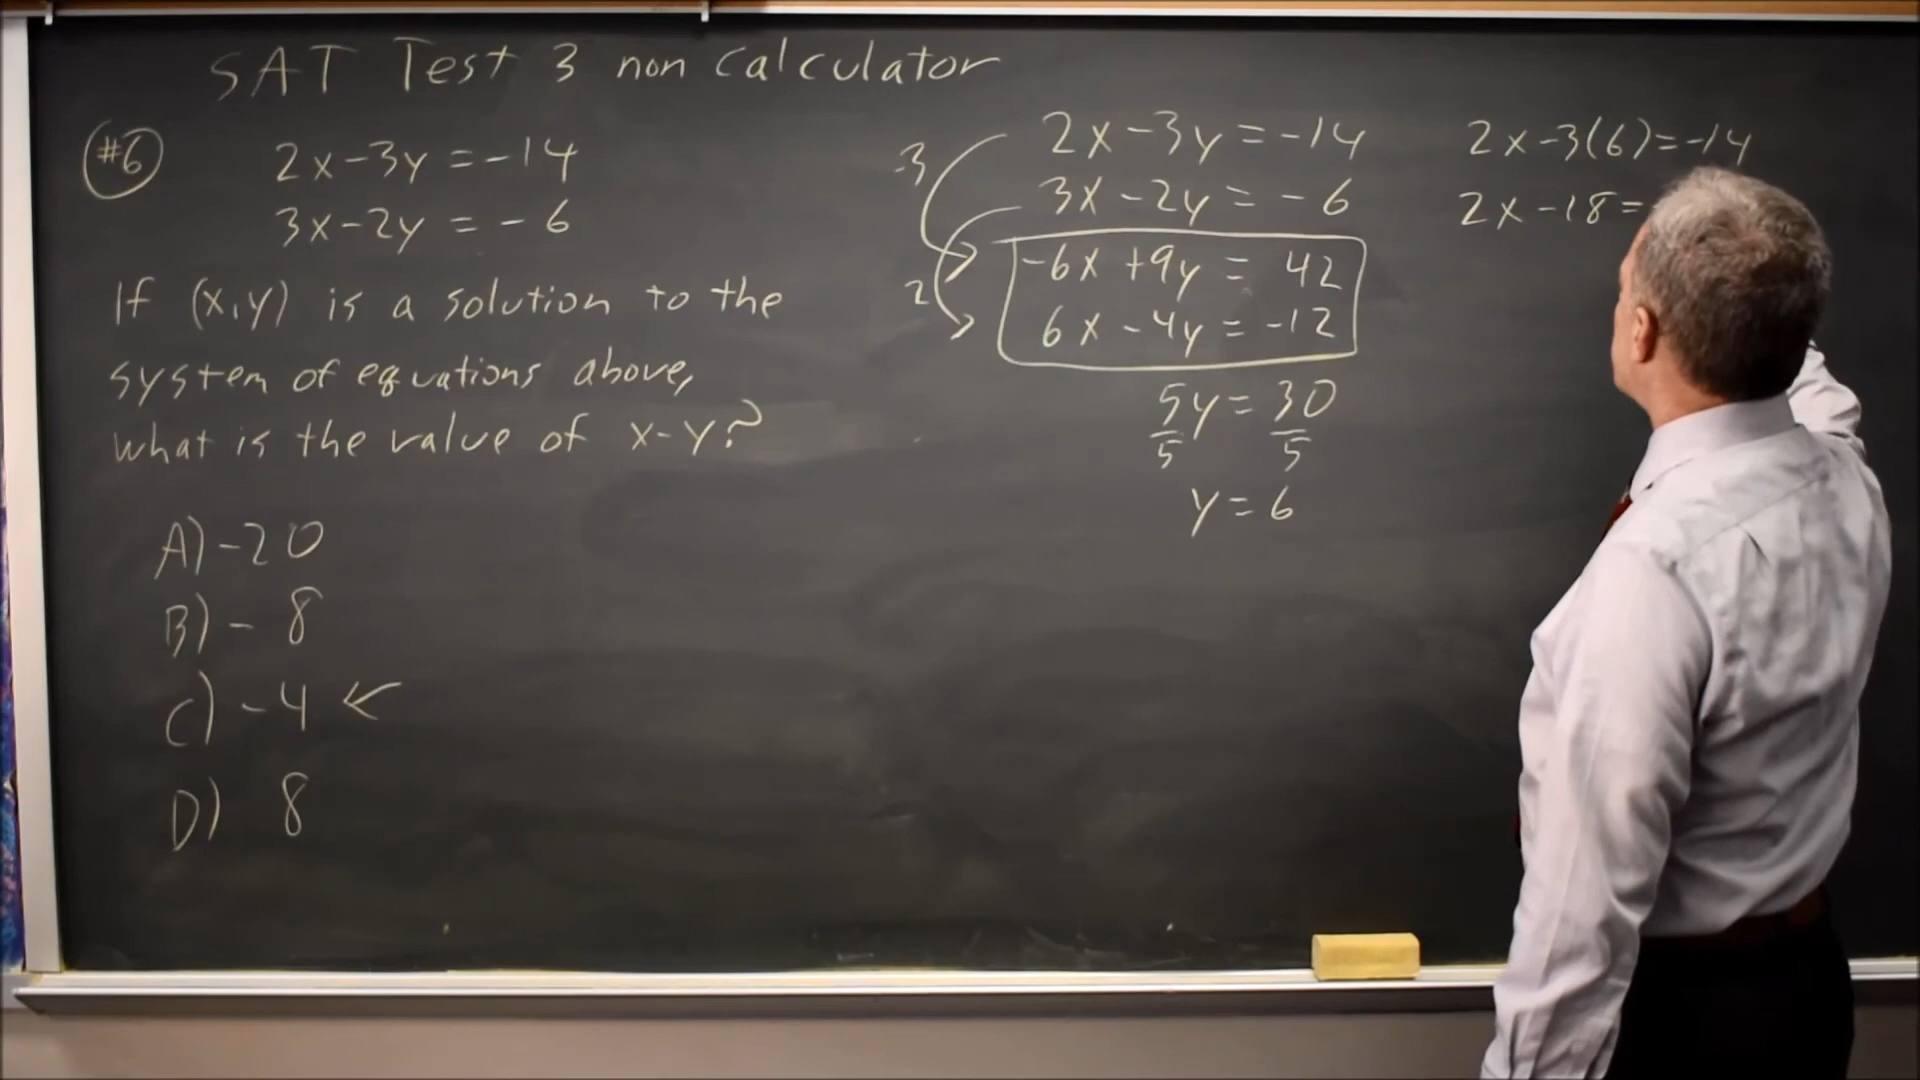 SAT Test 3 non calculator
#6
2x-3y=-14
3x-2y=-6
If (x,y) is a solution to the
system of equations above,
what is the value of x-y?
A) -20
B) - 8
C) -4 ←
D) 8
-3
2
2x-3y=-14
3x-2y=-6
-6x+9y=42
6x-4y=-12
5y=30
5 5
y=6
2x-3(6)=-14
2x-18=